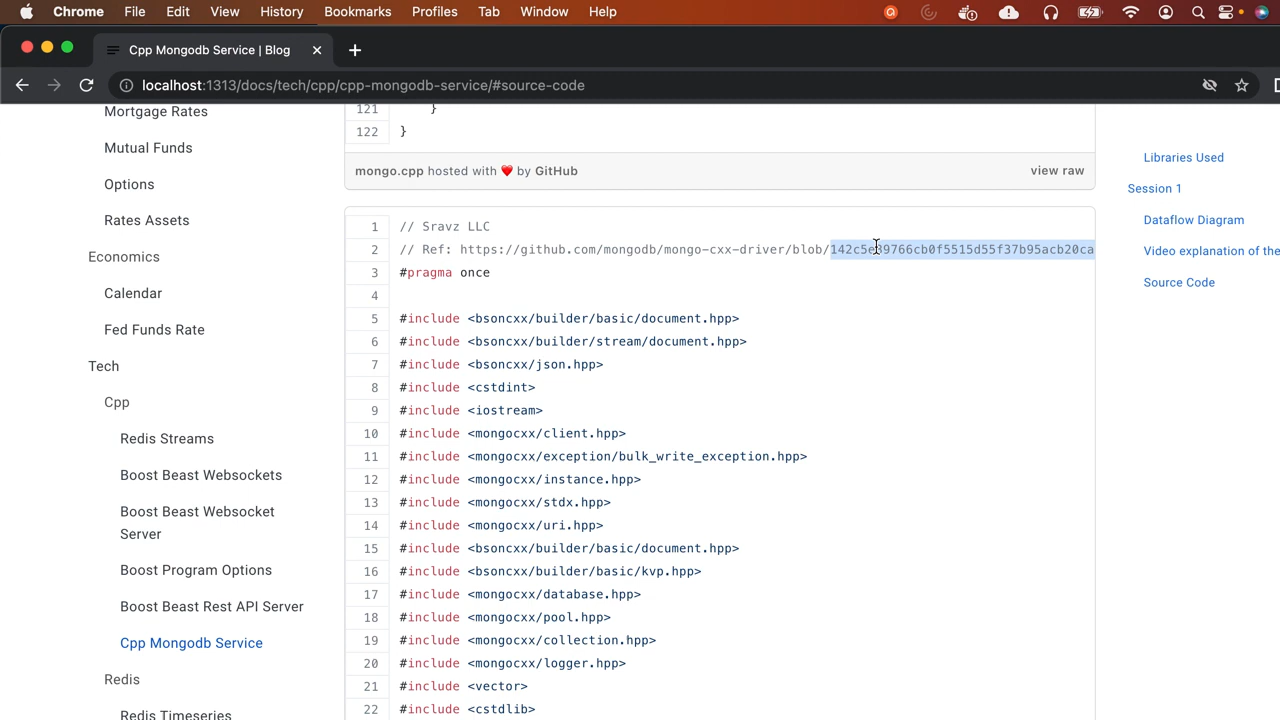 Chrome File Edit View History Bookmarks Profiles Tab Window Help
Cpp Mongodb Service | Blog
localhost:1313/docs/tech/cpp/cpp-mongodb-service/#source-code
Mortgage Rates
Mutual Funds
Options
Rates Assets
Economics
Calendar
Fed Funds Rate
Tech
Cpp
Redis Streams
Boost Beast Websockets
Boost Beast Websocket
Server
Boost Program Options
Boost Beast Rest API Server
Cpp Mongodb Service
Redis
Redis Timeseries
121 }
122 }
mongo.cpp hosted with ❤ by GitHub view raw
1 // Sravz LLC
2 // Ref: https://github.com/mongodb/mongo-cxx-driver/blob/142c5e89766cb0f5515d55f37b95acb20ca
3 #pragma once
4
5 #include <bsoncxx/builder/basic/document.hpp>
6 #include <bsoncxx/builder/stream/document.hpp>
7 #include <bsoncxx/json.hpp>
8 #include <cstdint>
9 #include <iostream>
10 #include <mongocxx/client.hpp>
11 #include <mongocxx/exception/bulk_write_exception.hpp>
12 #include <mongocxx/instance.hpp>
13 #include <mongocxx/stdx.hpp>
14 #include <mongocxx/uri.hpp>
15 #include <bsoncxx/builder/basic/document.hpp>
16 #include <bsoncxx/builder/basic/kvp.hpp>
17 #include <mongocxx/database.hpp>
18 #include <mongocxx/pool.hpp>
19 #include <mongocxx/collection.hpp>
20 #include <mongocxx/logger.hpp>
21 #include <vector>
22 #include <cstdlib>
Libraries Used
Session 1
Dataflow Diagram
Video explanation of the
Source Code